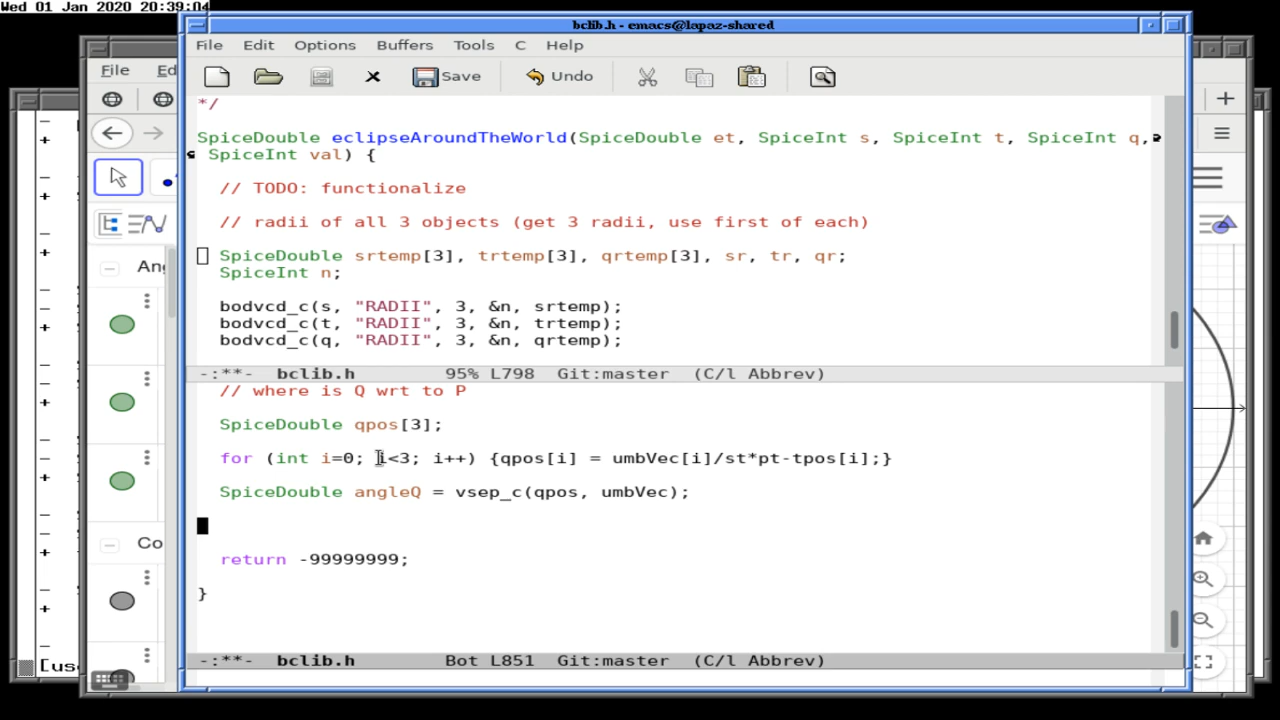 Wed 01 Jan 2020 20:39:04
bclib.h - emacs@lapaz-shared
File Edit Options Buffers Tools C Help
Save Undo
*/
SpiceDouble eclipseAroundTheWorld(SpiceDouble et, SpiceInt s, SpiceInt t, SpiceInt q,
SpiceInt val) {
// TODO: functionalize
// radii of all 3 objects (get 3 radii, use first of each)
SpiceDouble srtemp[3], trtemp[3], qrtemp[3], sr, tr, qr;
SpiceInt n;
bodvcd_c(s, "RADII", 3, &n, srtemp);
bodvcd_c(t, "RADII", 3, &n, trtemp);
bodvcd_c(q, "RADII", 3, &n, qrtemp);
-:**- bclib.h 95% L798 Git:master (C/l Abbrev)
// where is Q wrt to P
SpiceDouble qpos[3];
for (int i=0; i<3; i++) {qpos[i] = umbVec[i]/st*pt-tpos[i];}
SpiceDouble angleQ = vsep_c(qpos, umbVec);
return -99999999;
}
-:**- bclib.h Bot L851 Git:master (C/l Abbrev)
File Ed
Ang
Co
[use